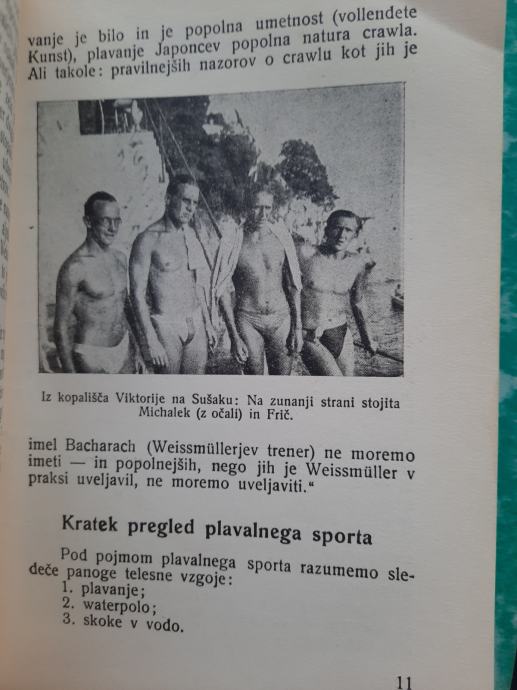 vanje je bilo in je popolna umetnost (vollendete
Kunst), plavanje Japoncev popolna natura crawla.
Ali takole: pravilnejših nazorov o crawlu kot jih je
Iz kopališča Viktorije na Sušaku: Na zunanji strani stojita
Michalek (z očali) in Frič.
imel Bacharach (Weissmüllerjev trener) ne moremo
imeti — in popolnejših, nego jih je Weissmüller v
praksi uveljavil, ne moremo uveljaviti.“
Kratek pregled plavalnega sporta
Pod pojmom plavalnega sporta razumemo sle-
deče panoge telesne vzgoje:
1. plavanje;
2. waterpolo;
3. skoke v vodo.
11